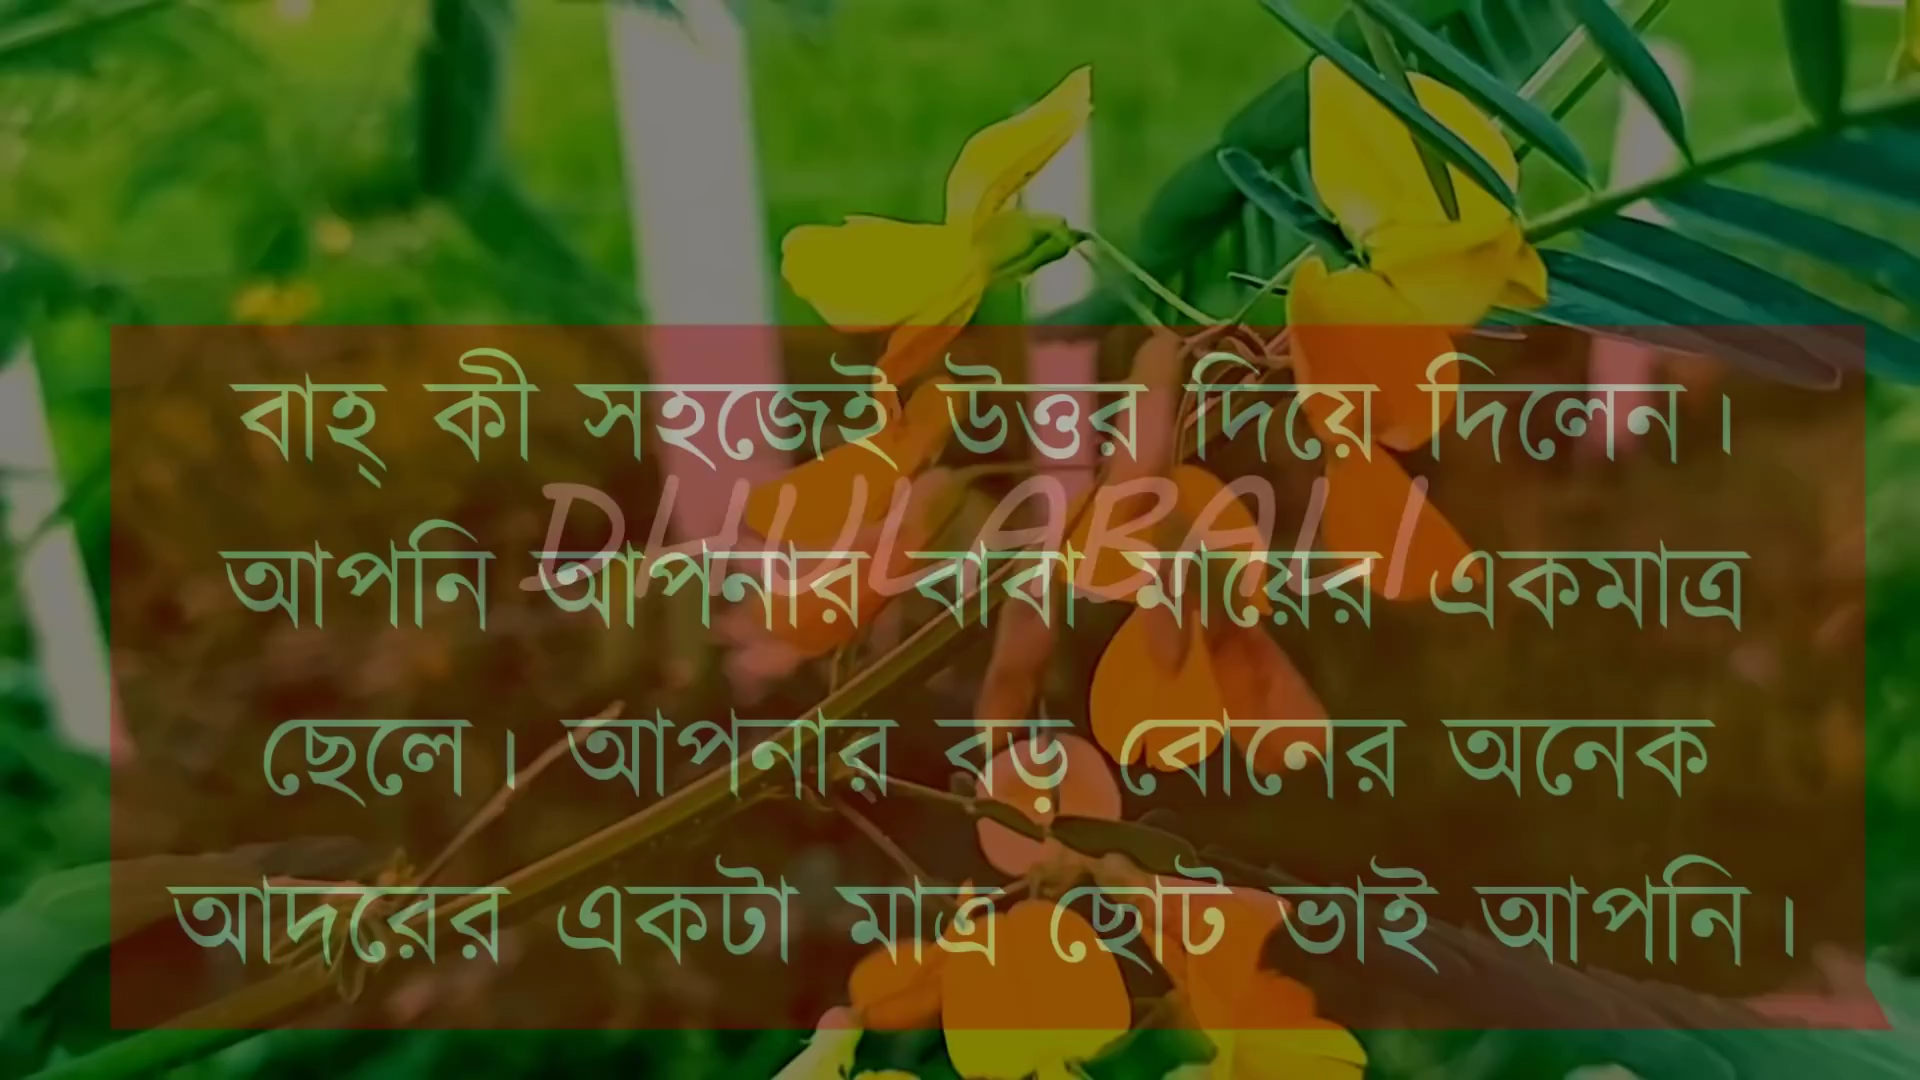 বাহ্ কী সহজেই উত্তর দিয়ে দিলেন।
DHULABALI
আপনি আপনার বাবা মায়ের একমাত্র
ছেলে। আপনার বড় বোনের অনেক
আদরের একটা মাত্র ছোট ভাই আপনি।